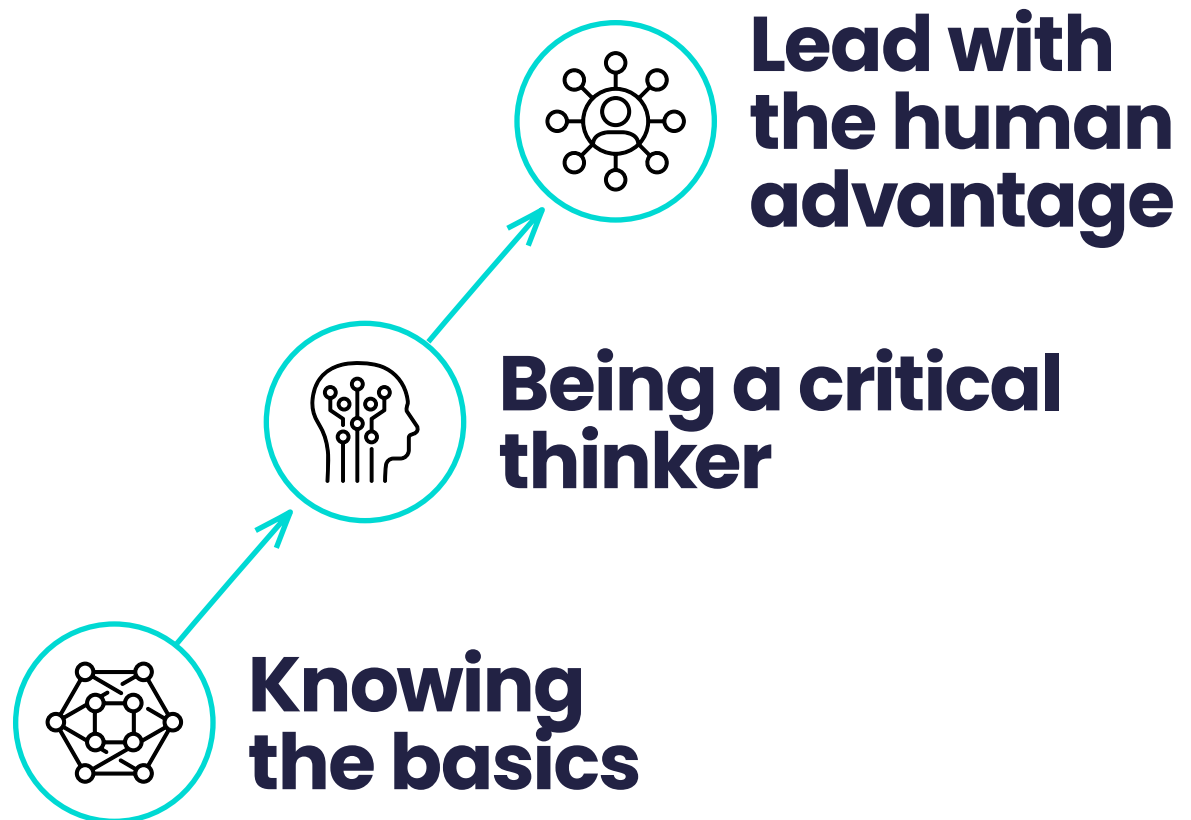 Lead with
the human
advantage
Being a critical
thinker
Knowing
the basics